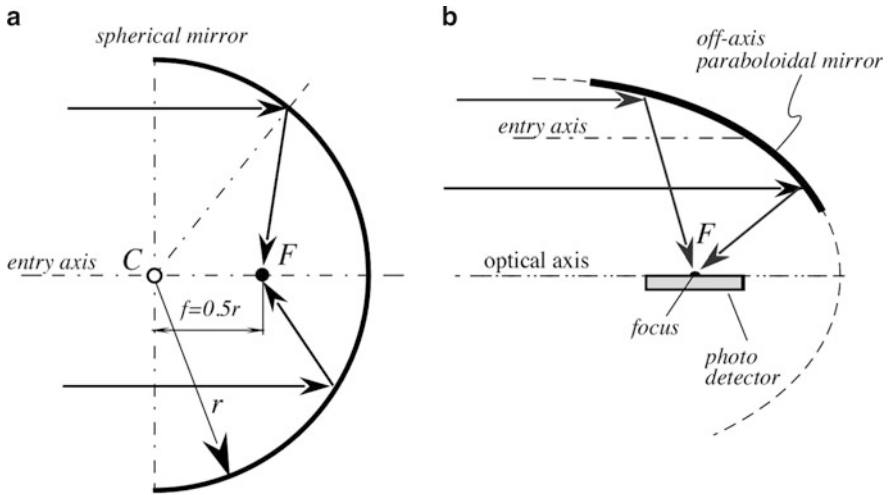 a
spherical mirror
entry axis
C
F
f=0.5r
r
b
off-axis
paraboloidal mirror
entry axis
F
optical axis
focus
photo
detector